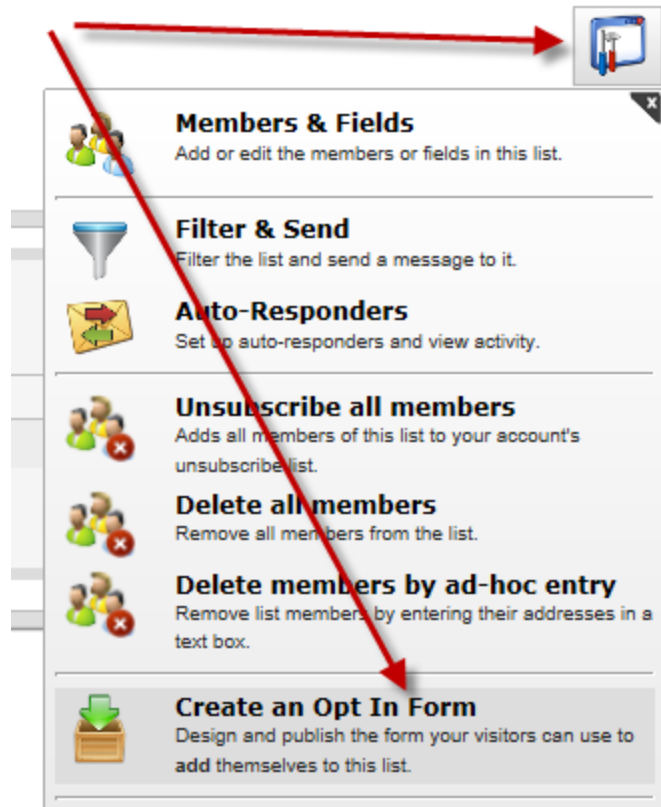 x
Members & Fields
Add or edit the members or fields in this list.
Filter & Send
Filter the list and send a message to it.
Auto-Responders
Set up auto-responders and view activity.
Unsubscribe all members
Adds all members of this list to your account's
unsubscribe list.
Delete all members
Remove all members from the list.
Delete members by ad-hoc entry
Remove list members by entering their addresses in a
text box.
Create an Opt In Form
Design and publish the form your visitors can use to
add themselves to this list.